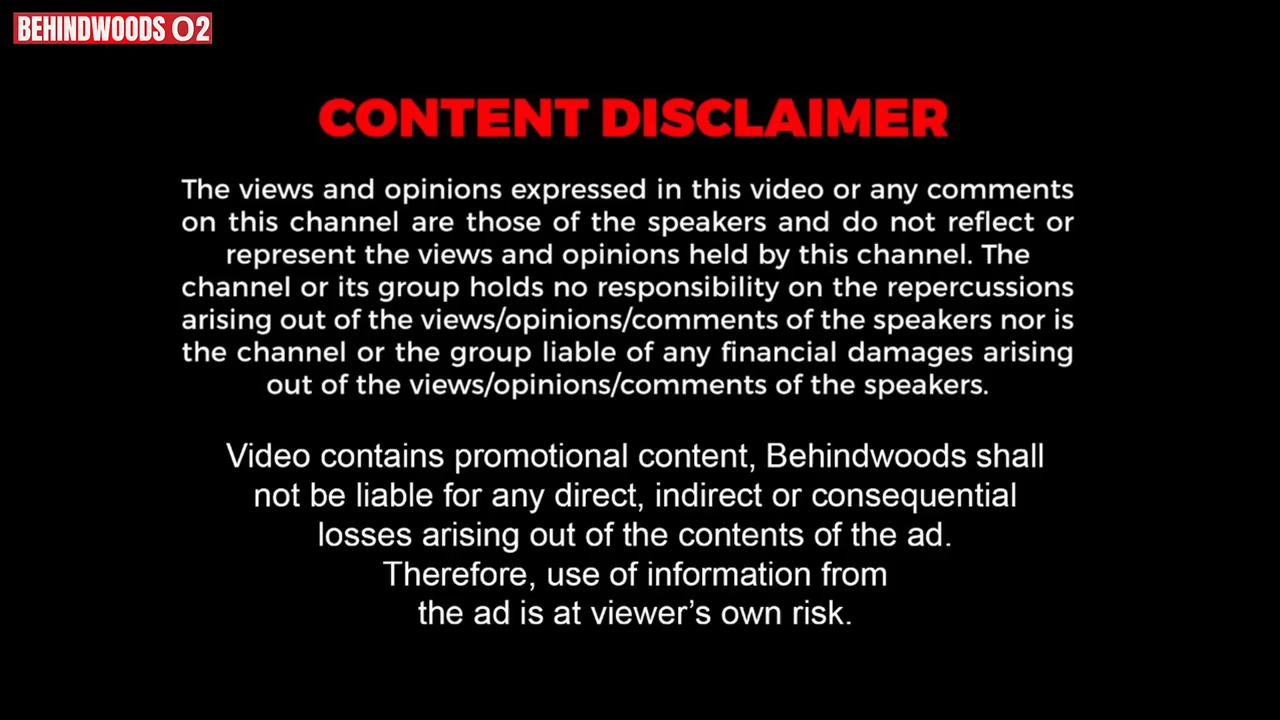 BEHINDWOODS O2
CONTENT DISCLAIMER
The views and opinions expressed in this video or any comments
on this channel are those of the speakers and do not reflect or
represent the views and opinions held by this channel. The
channel or its group holds no responsibility on the repercussions
arising out of the views/opinions/comments of the speakers nor is
the channel or the group liable of any financial damages arising
out of the views/opinions/comments of the speakers.
Video contains promotional content, Behindwoods shall
not be liable for any direct, indirect or consequential
losses arising out of the contents of the ad.
Therefore, use of information from
the ad is at viewer’s own risk.